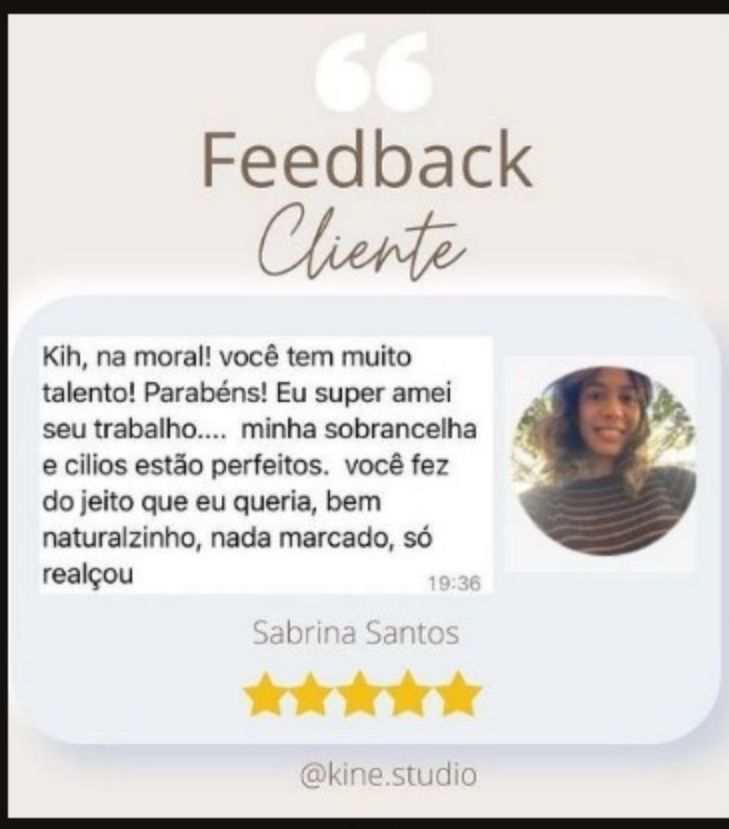 Feedback
Cliente
Kih, na moral! você tem muito
talento! Parabéns! Eu super amei
seu trabalho.... minha sobrancelha
e cilios estão perfeitos. você fez
do jeito que eu queria, bem
naturalzinho, nada marcado, só
realçou
19:36
Sabrina Santos
@kine.studio